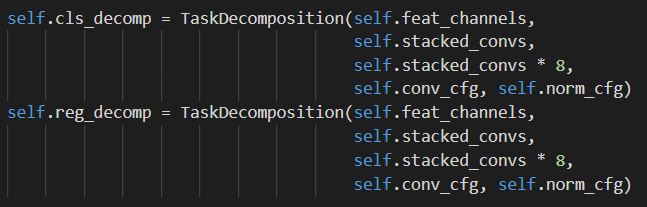 self.cls_decomp = TaskDecomposition(self.feat_channels,
self.stacked_convs,
self.stacked_convs * 8,
self.conv_cfg, self.norm_cfg)
self.reg_decomp = TaskDecomposition(self.feat_channels,
self.stacked_convs,
self.stacked_convs * 8,
self.conv_cfg, self.norm_cfg)